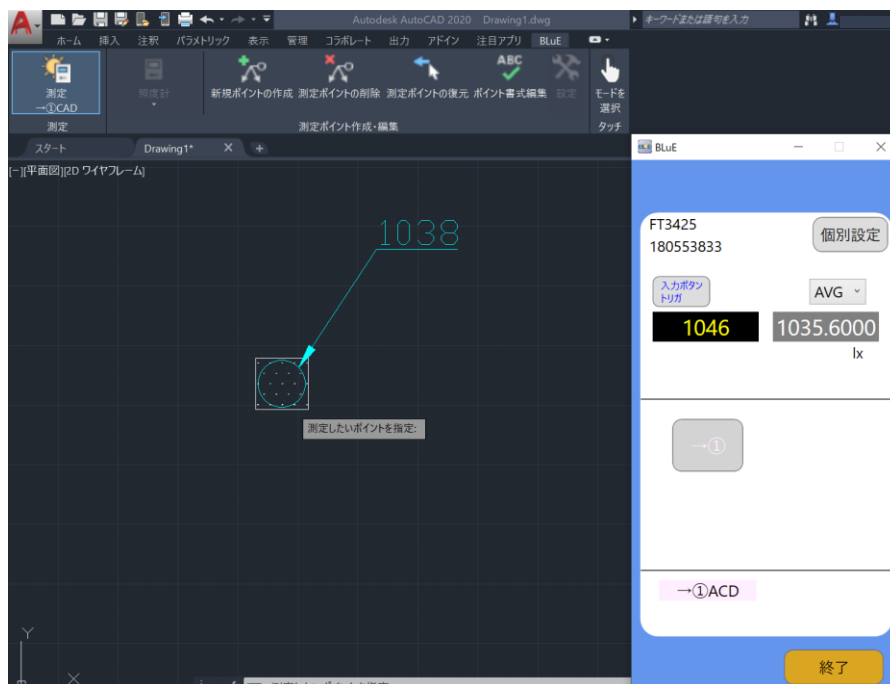 Autodesk AutoCAD 2020 Drawing1.dwg
キーワードまたは語句を入力
ホーム 挿入 注釈 パラメトリック 表示 管理 コラボレート 出力 アドイン 注目アプリ BLuE
測定
→①CAD
照度計
新規ポイントの作成 測定ポイントの削除 測定ポイントの復元 ポイント書式編集 設定
ABC
モードを
選択
測定 測定ポイント作成・編集 タッチ
スタート Drawing1* X +
[−][平面図][2D ワイヤフレーム]
1038
測定したいポイントを指定:
Y
X
BLuE
FT3425
180553833
個別設定
入力ボタン
トリガ
AVG
1046 1035.6000
lx
→①
→①ACD
終了